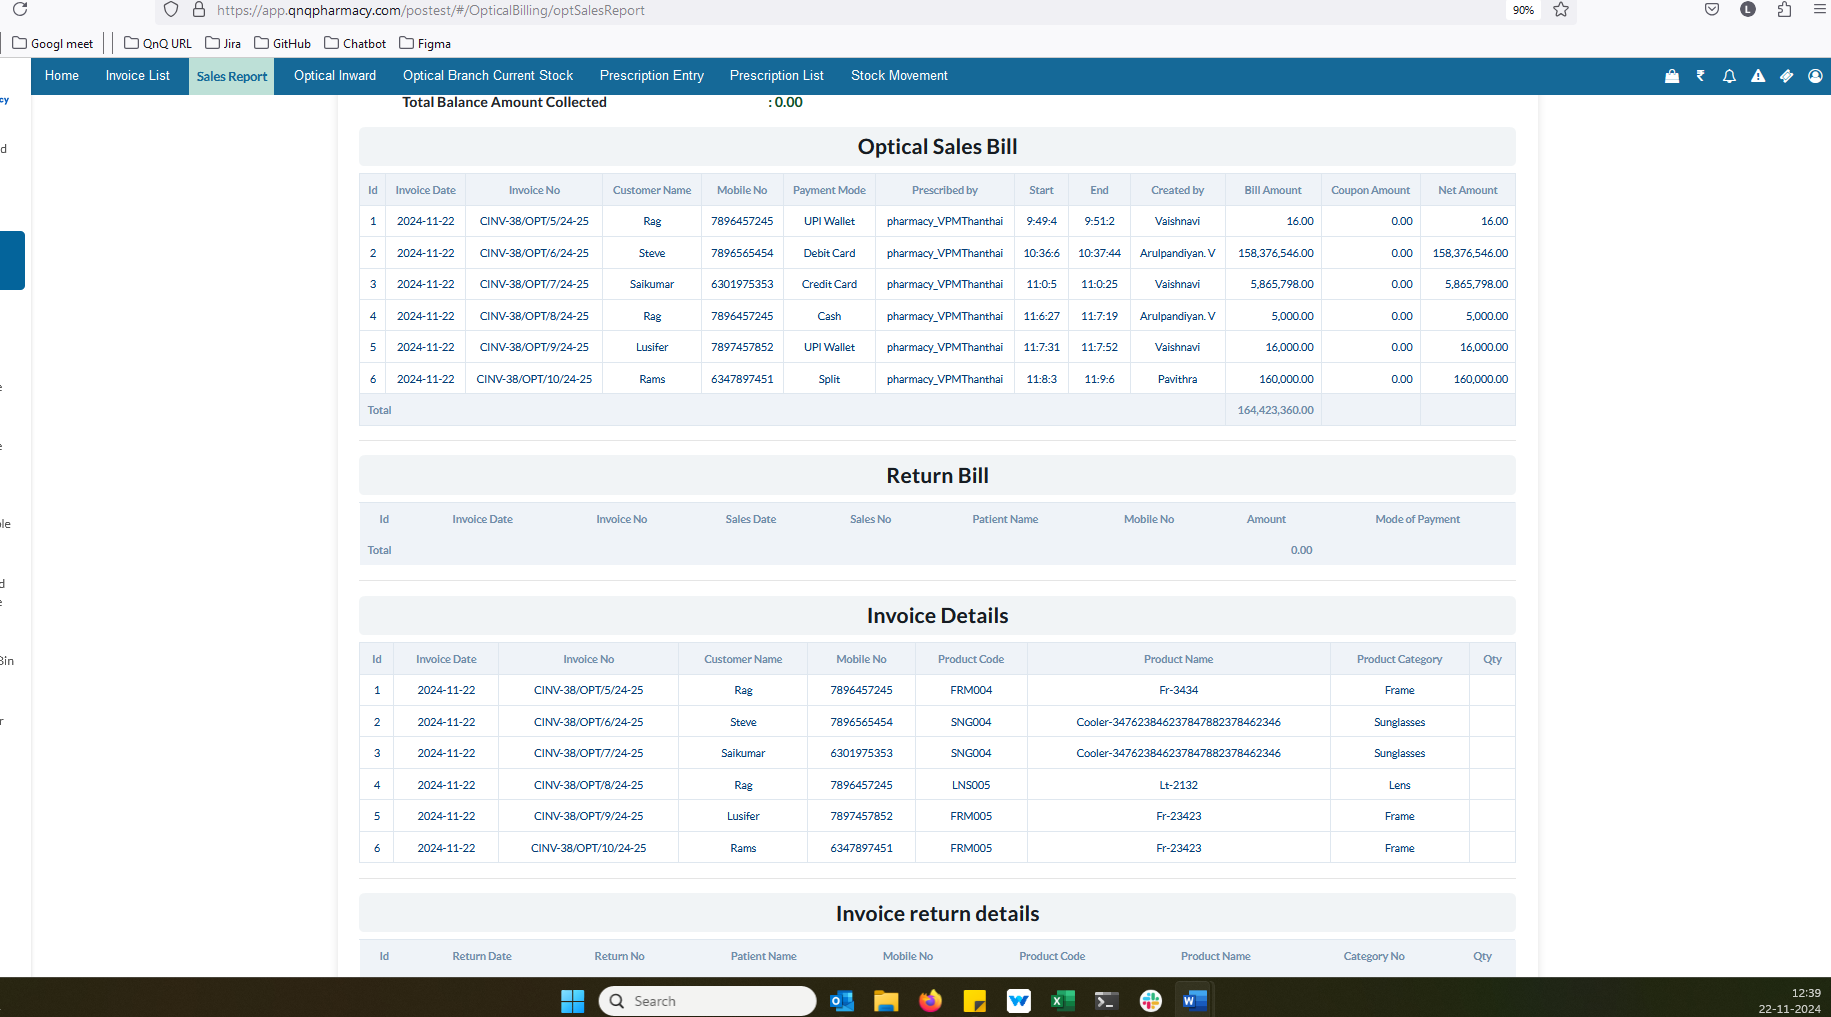 https://app.qnqpharmacy.com/postest/#/OpticalBilling/optSalesReport 90% L
Googl meet QnQ URL Jira GitHub Chatbot Figma
Home Invoice List Sales Report Optical Inward Optical Branch Current Stock Prescription Entry Prescription List Stock Movement
Total Balance Amount Collected : 0.00
Optical Sales Bill
Id Invoice Date Invoice No Customer Name Mobile No Payment Mode Prescribed by Start End Created by Bill Amount Coupon Amount Net Amount
1 2024-11-22 CINV-38/OPT/5/24-25 Rag 7896457245 UPI Wallet pharmacy_VPMThanthai 9:49:4 9:51:2 Vaishnavi 16.00 0.00 16.00
2 2024-11-22 CINV-38/OPT/6/24-25 Steve 7896565454 Debit Card pharmacy_VPMThanthai 10:36:6 10:37:44 Arulpandiyan. V 158,376,546.00 0.00 158,376,546.00
3 2024-11-22 CINV-38/OPT/7/24-25 Saikumar 6301975353 Credit Card pharmacy_VPMThanthai 11:0:5 11:0:25 Vaishnavi 5,865,798.00 0.00 5,865,798.00
4 2024-11-22 CINV-38/OPT/8/24-25 Rag 7896457245 Cash pharmacy_VPMThanthai 11:6:27 11:7:19 Arulpandiyan. V 5,000.00 0.00 5,000.00
5 2024-11-22 CINV-38/OPT/9/24-25 Lusifer 7897457852 UPI Wallet pharmacy_VPMThanthai 11:7:31 11:7:52 Vaishnavi 16,000.00 0.00 16,000.00
6 2024-11-22 CINV-38/OPT/10/24-25 Rams 6347897451 Split pharmacy_VPMThanthai 11:8:3 11:9:6 Pavithra 160,000.00 0.00 160,000.00
Total 164,423,360.00
Return Bill
Id Invoice Date Invoice No Sales Date Sales No Patient Name Mobile No Amount Mode of Payment
Total 0.00
Invoice Details
Id Invoice Date Invoice No Customer Name Mobile No Product Code Product Name Product Category Qty
1 2024-11-22 CINV-38/OPT/5/24-25 Rag 7896457245 FRM004 Fr-3434 Frame
2 2024-11-22 CINV-38/OPT/6/24-25 Steve 7896565454 SNG004 Cooler-3476238462378478823784​62346 Sunglasses
3 2024-11-22 CINV-38/OPT/7/24-25 Saikumar 6301975353 SNG004 Cooler-347623846237847882378462346 Sunglasses
4 2024-11-22 CINV-38/OPT/8/24-25 Rag 7896457245 LNS005 Lt-2132 Lens
5 2024-11-22 CINV-38/OPT/9/24-25 Lusifer 7897457852 FRM005 Fr-23423 Frame
6 2024-11-22 CINV-38/OPT/10/24-25 Rams 6347897451 FRM005 Fr-23423 Frame
Invoice return details
Id Return Date Return No Patient Name Mobile No Product Code Product Name Category No Qty
Search
12:39
22-11-2024